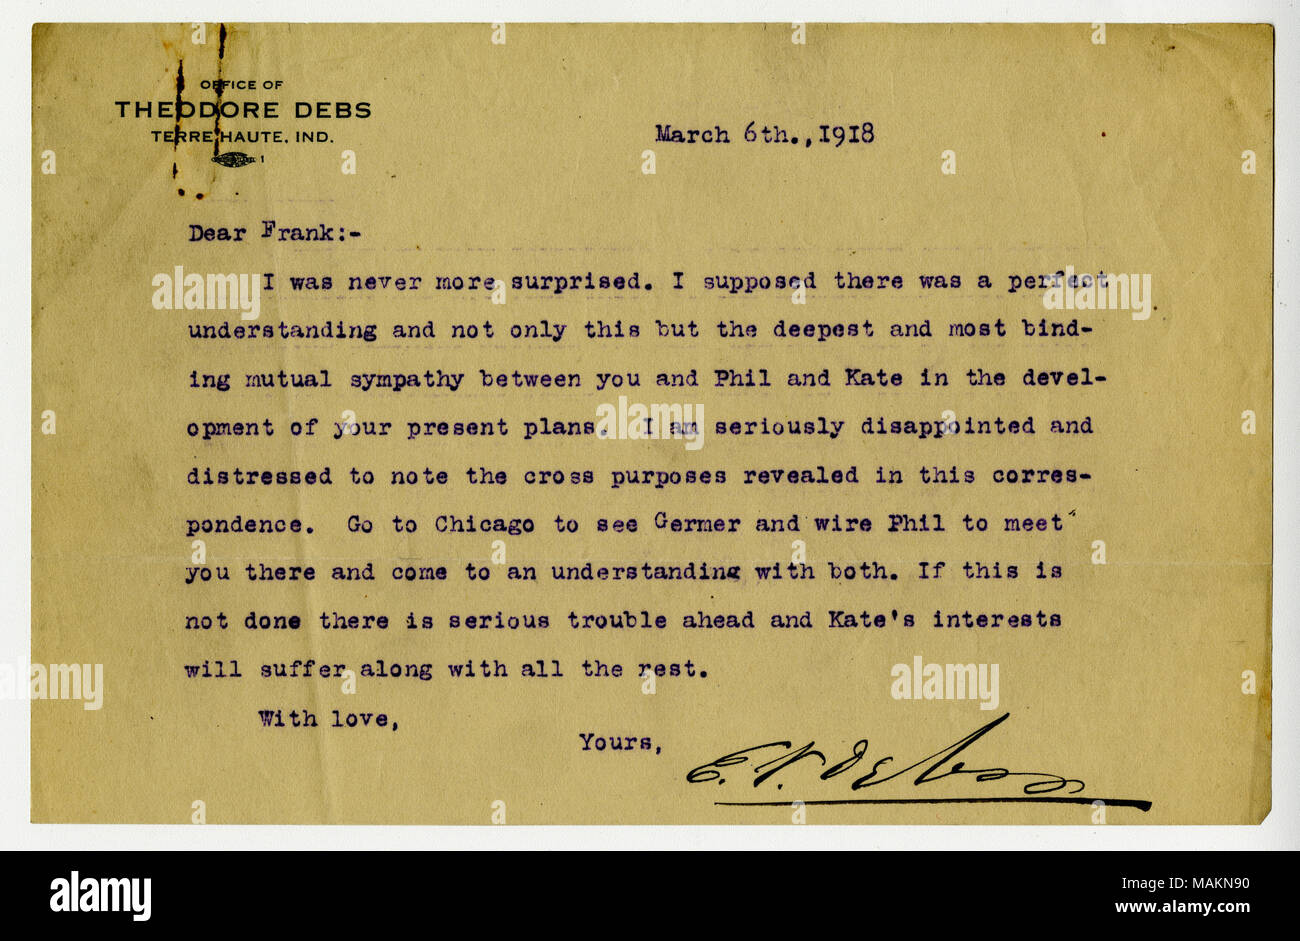 OFFICE OF
THEODORE DEBS
TERRE HAUTE, IND.
1
March 6th.,1918
Dear Frank:-
I was never more surprised. I supposed there was a perfect
understanding and not only this but the deepest and most bind-
ing mutual sympathy between you and Phil and Kate in the devel-
opment of your present plans. I am seriously disappointed and
distressed to note the cross purposes revealed in this corres-
pondence. Go to Chicago to see Germer and wire Phil to meet
you there and come to an understanding with both. If this is
not done there is serious trouble ahead and Kate's interests
will suffer along with all the rest.
With love,
Yours,
E. V. Debs
alamy
Image ID: MAKN90
www.alamy.com